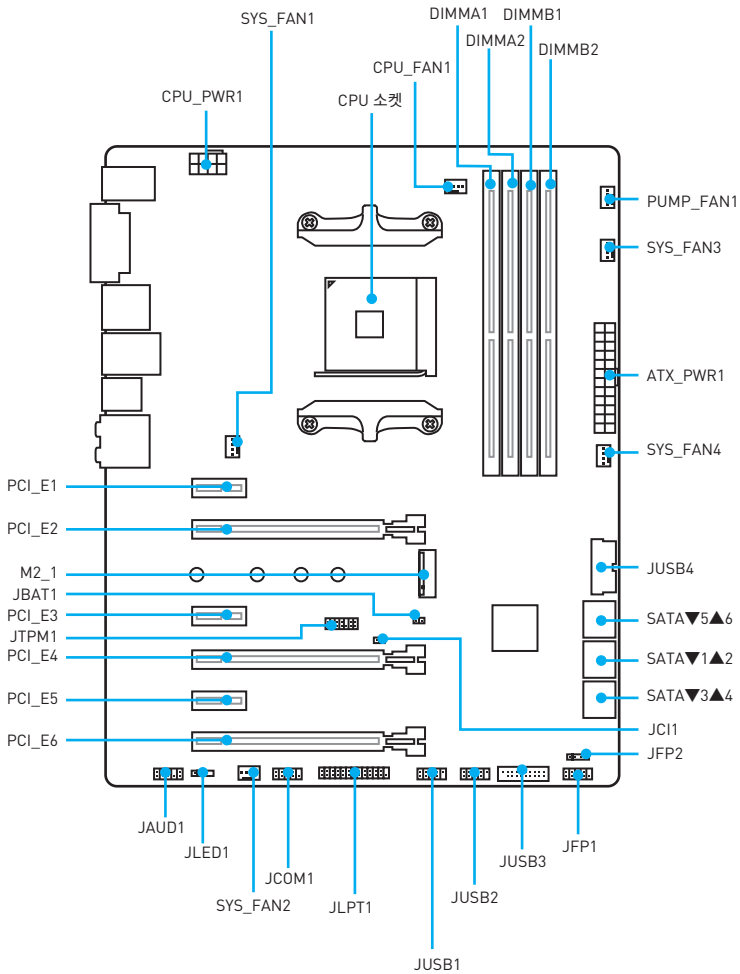 SYS_FAN1
DIMMA1
DIMMB1
DIMMA2
DIMMB2
CPU_FAN1
CPU_PWR1
CPU 소켓
PUMP_FAN1
SYS_FAN3
ATX_PWR1
SYS_FAN4
PCI_E1
PCI_E2
M2_1
JUSB4
JBAT1
PCI_E3
SATA▼5▲6
JTPM1
PCI_E4
SATA▼1▲2
PCI_E5
SATA▼3▲4
JCI1
PCI_E6
JFP2
JAUD1
JLED1
SYS_FAN2
JCOM1
JLPT1
JUSB1
JUSB2
JUSB3
JFP1